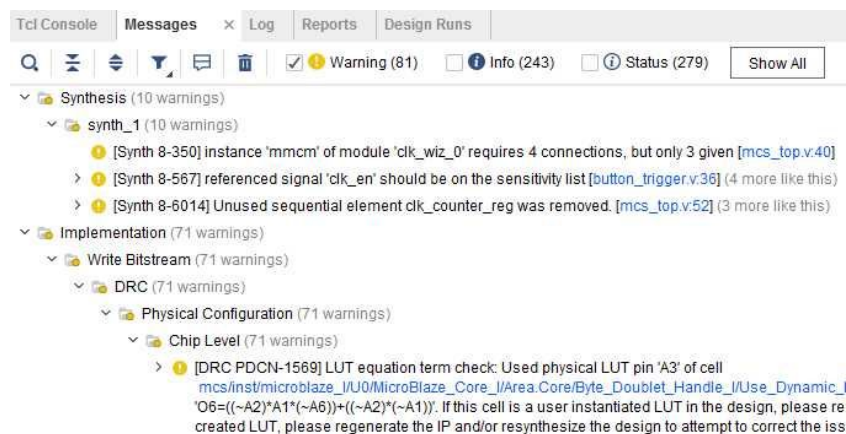 Tcl Console Messages × Log Reports Design Runs
Warning (81) Info (243) Status (279) Show All
Synthesis (10 warnings)
synth_1 (10 warnings)
[Synth 8-350] instance 'mmcm' of module 'clk_wiz_0' requires 4 connections, but only 3 given [mcs_top.v:40]
[Synth 8-567] referenced signal 'clk_en' should be on the sensitivity list [button_trigger.v:36] (4 more like this)
[Synth 8-6014] Unused sequential element clk_counter_reg was removed. [mcs_top.v:52] (3 more like this)
Implementation (71 warnings)
Write Bitstream (71 warnings)
DRC (71 warnings)
Physical Configuration (71 warnings)
Chip Level (71 warnings)
[DRC PDCN-1569] LUT equation term check: Used physical LUT pin 'A3' of cell
mcs/inst/microblaze_I/U0/MicroBlaze_Core_I/Area.Core/Byte_Doublet_Handle_I/Use_Dynamic_
'O6=((~A2)*A1*(~A6))+((~A2)*(~A1))'. If this cell is a user instantiated LUT in the design, please re
created LUT, please regenerate the IP and/or resynthesize the design to attempt to correct the iss